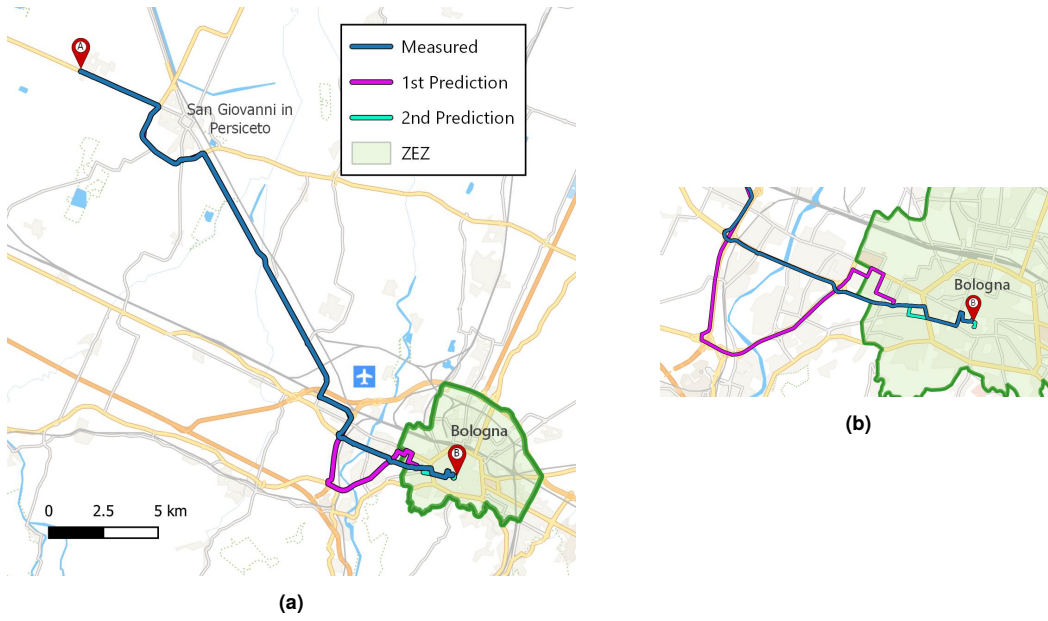 A
San Giovanni in
Persiceto
Measured
1st Prediction
2nd Prediction
ZEZ
Bologna
B
0 2.5 5 km
(a)
Bologna
B
(b)